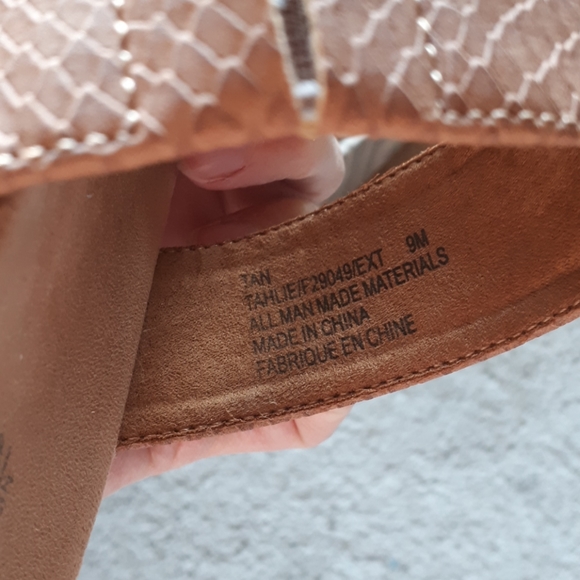 TAN
TAHLIE/F29049/EXT 9M
ALL MAN MADE MATERIALS
MADE IN CHINA
FABRIQUE EN CHINE